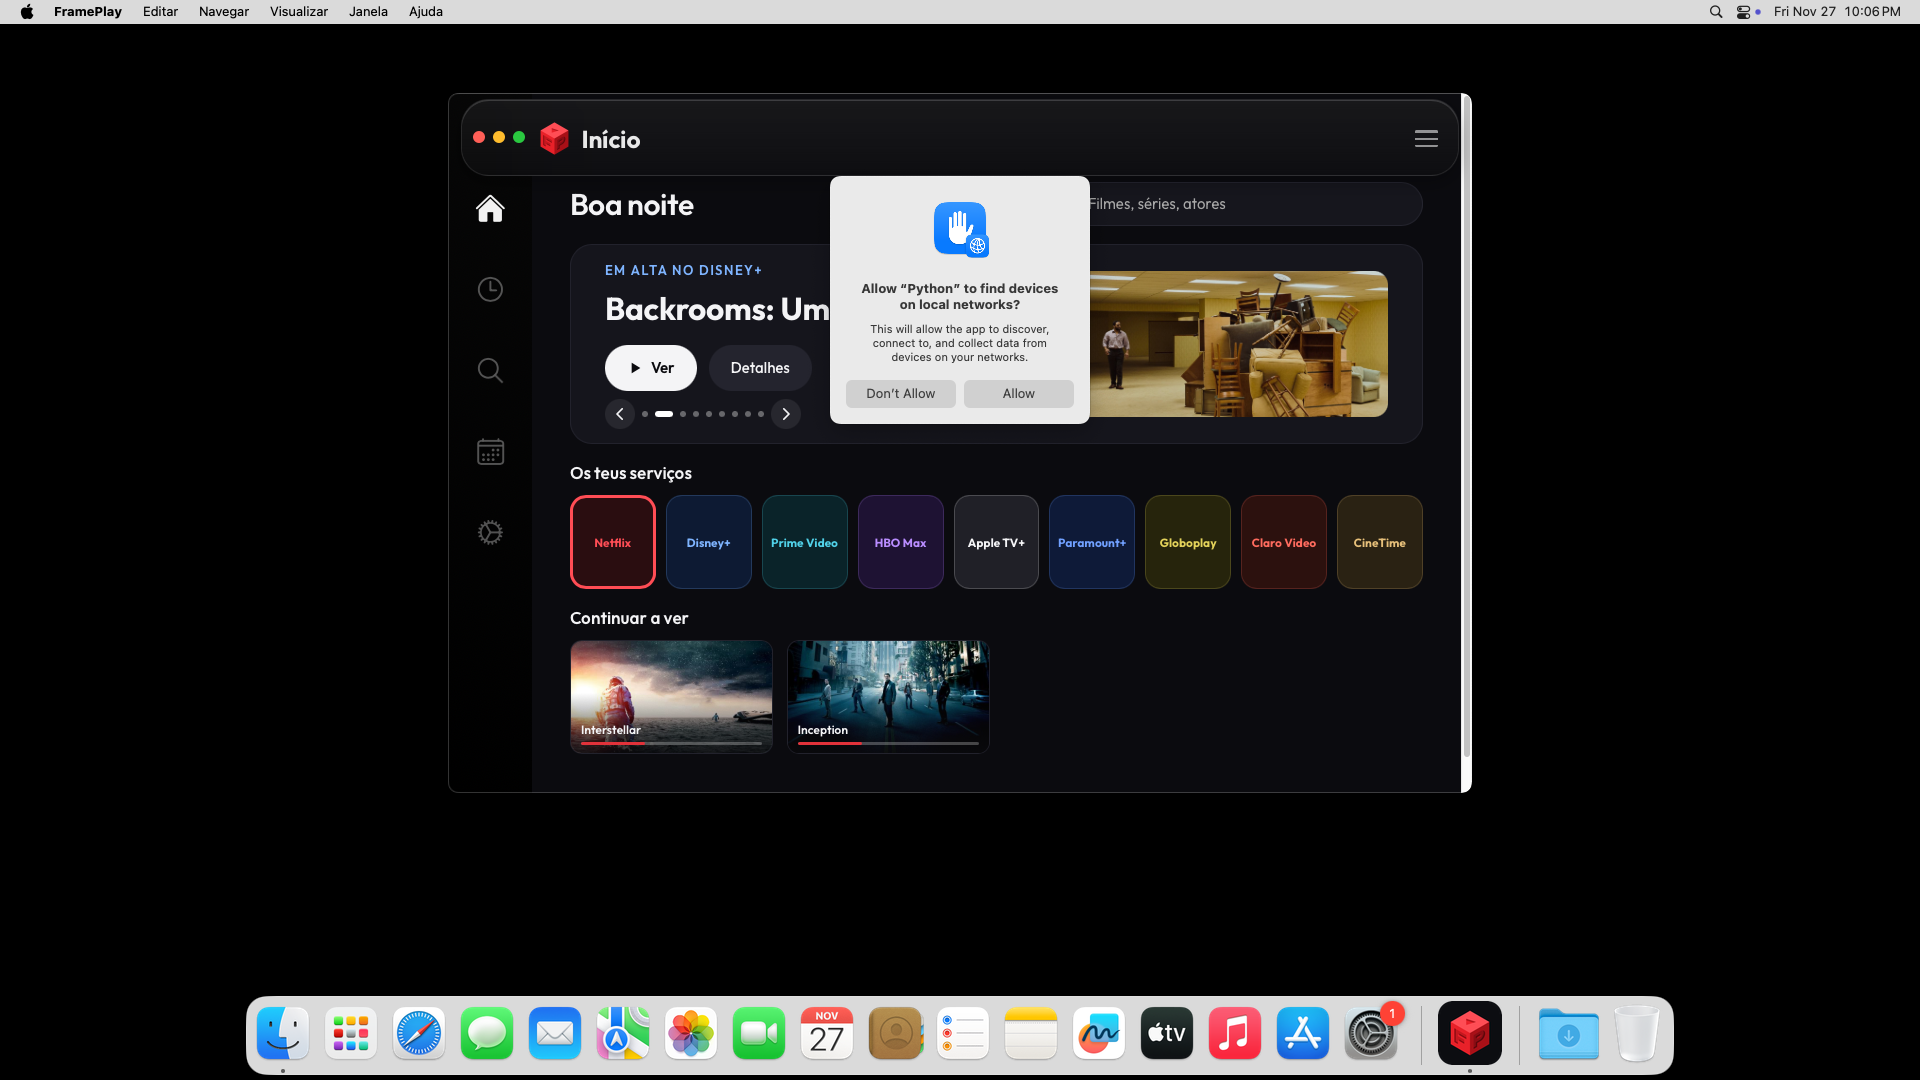 FramePlay Editar Navegar Visualizar Janela Ajuda Fri Nov 27 10:06 PM
Início
Boa noite
Filmes, séries, atores
EM ALTA NO DISNEY+
Backrooms: Um
Ver Detalhes
Allow “Python” to find devices
on local networks?
This will allow the app to discover,
connect to, and collect data from
devices on your networks.
Don’t Allow Allow
Os teus serviços
Netflix Disney+ Prime Video HBO Max Apple TV+ Paramount+ Globoplay Claro Video CineTime
Continuar a ver
Interstellar Inception
NOV
27
tv
1